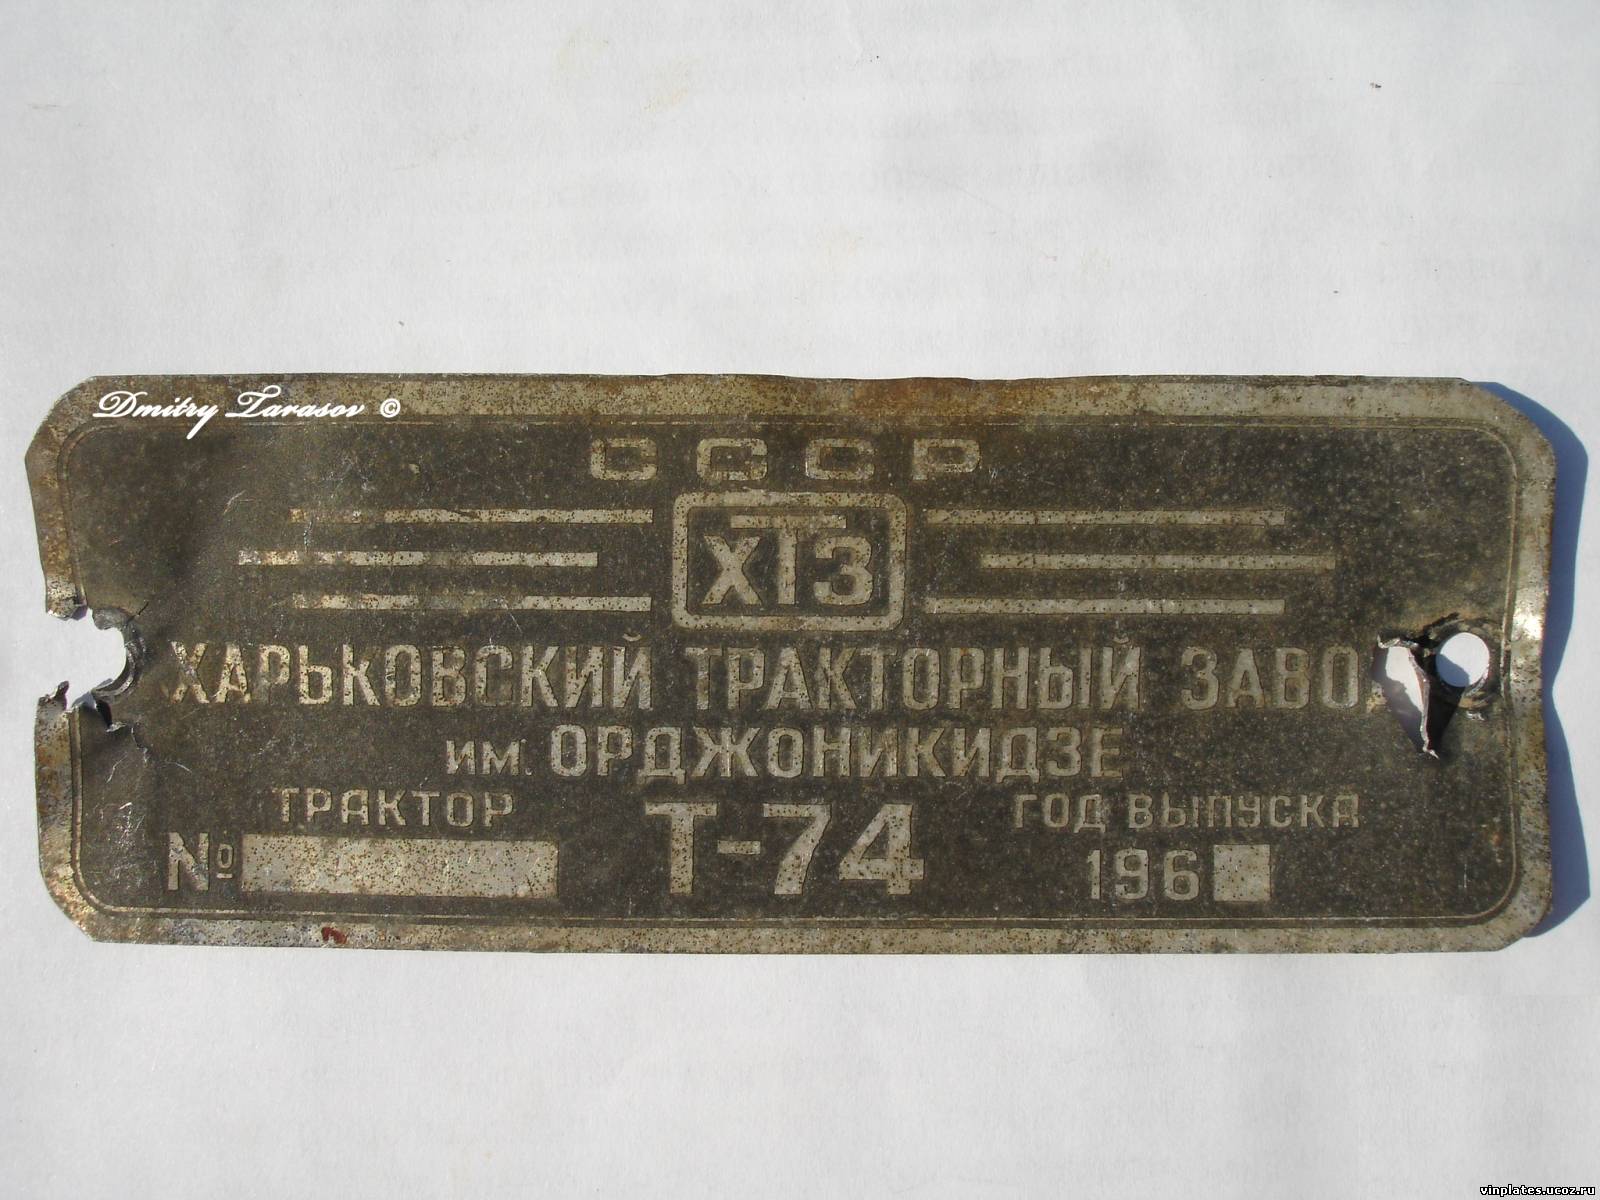 Dmitry Tarasov ©
СССР
ХТЗ
ХАРЬКОВСКИЙ ТРАКТОРНЫЙ ЗАВО
им. ОРДЖОНИКИДЗЕ
ТРАКТОР Т-74 ГОД ВЫПУСКА
№ 196
vinplates.ucoz.ru